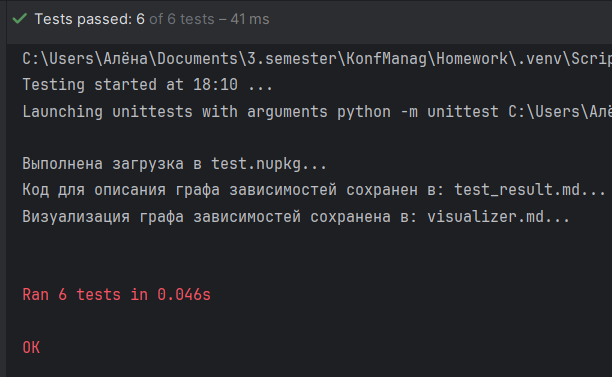 Tests passed: 6 of 6 tests – 41 ms
C:\Users\Алёна\Documents\3.semester\KonfManag\Homework\.venv\Scrip
Testing started at 18:10 ...
Launching unittests with arguments python -m unittest C:\Users\Алё
Выполнена загрузка в test.nupkg...
Код для описания графа зависимостей сохранен в: test_result.md...
Визуализация графа зависимостей сохранена в: visualizer.md...
Ran 6 tests in 0.046s
OK